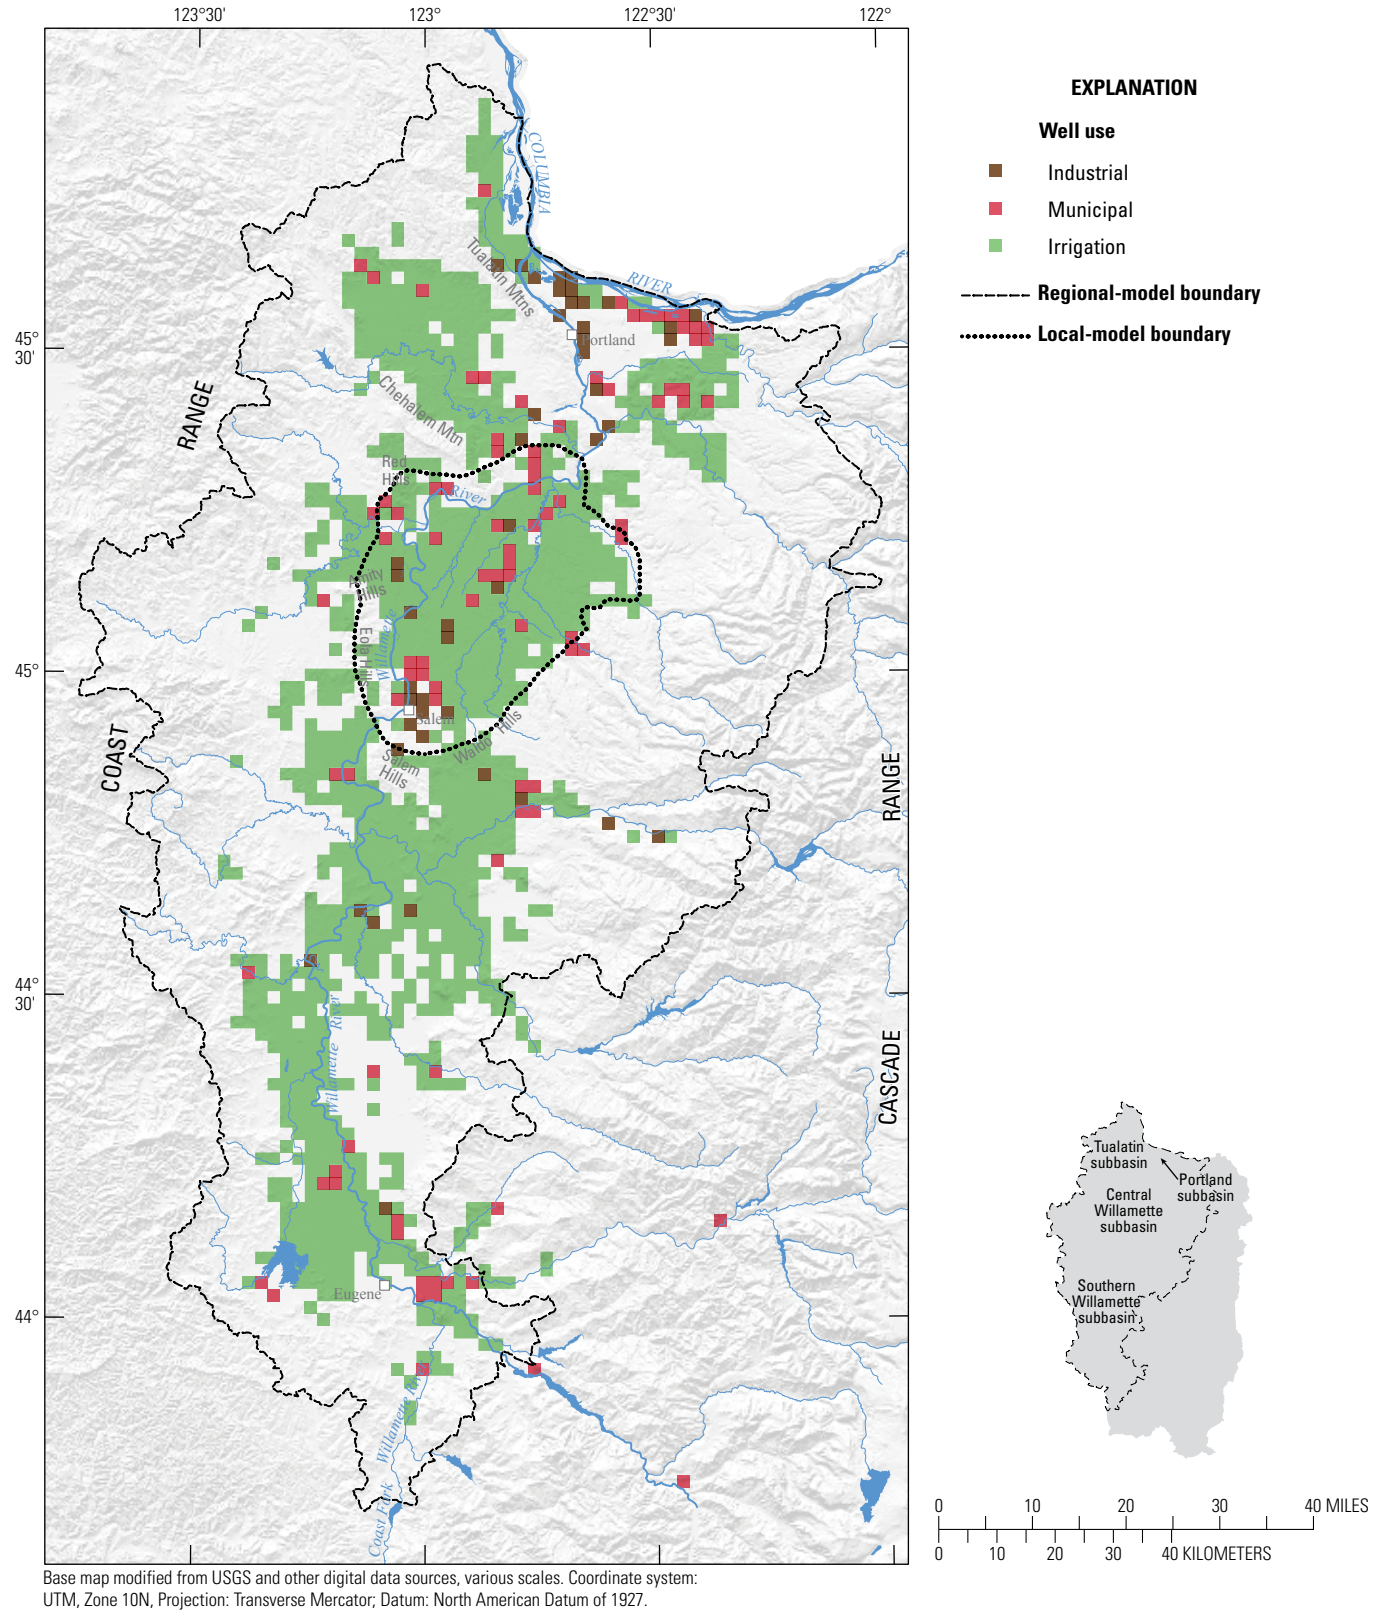 123°30'
123°
122°30'
122°
EXPLANATION
Well use
Industrial
Municipal
Irrigation
Regional-model boundary
Local-model boundary
COLUMBIA
RIVER
Tualatin Mtns
Portland
45°
30'
RANGE
Chehalem Mtn
Red
Hills
River
Amity
Hills
Eola Hills
Willamette
45°
Salem
Waldo Hills
Salem
Hills
COAST
RANGE
44°
30'
Willamette River
CASCADE
Eugene
44°
Coast Fork Willamette River
Tualatin
subbasin
Portland
subbasin
Central
Willamette
subbasin
Southern
Willamette
subbasin
0 10 20 30 40 MILES
0 10 20 30 40 KILOMETERS
Base map modified from USGS and other digital data sources, various scales. Coordinate system:
UTM, Zone 10N, Projection: Transverse Mercator; Datum: North American Datum of 1927.